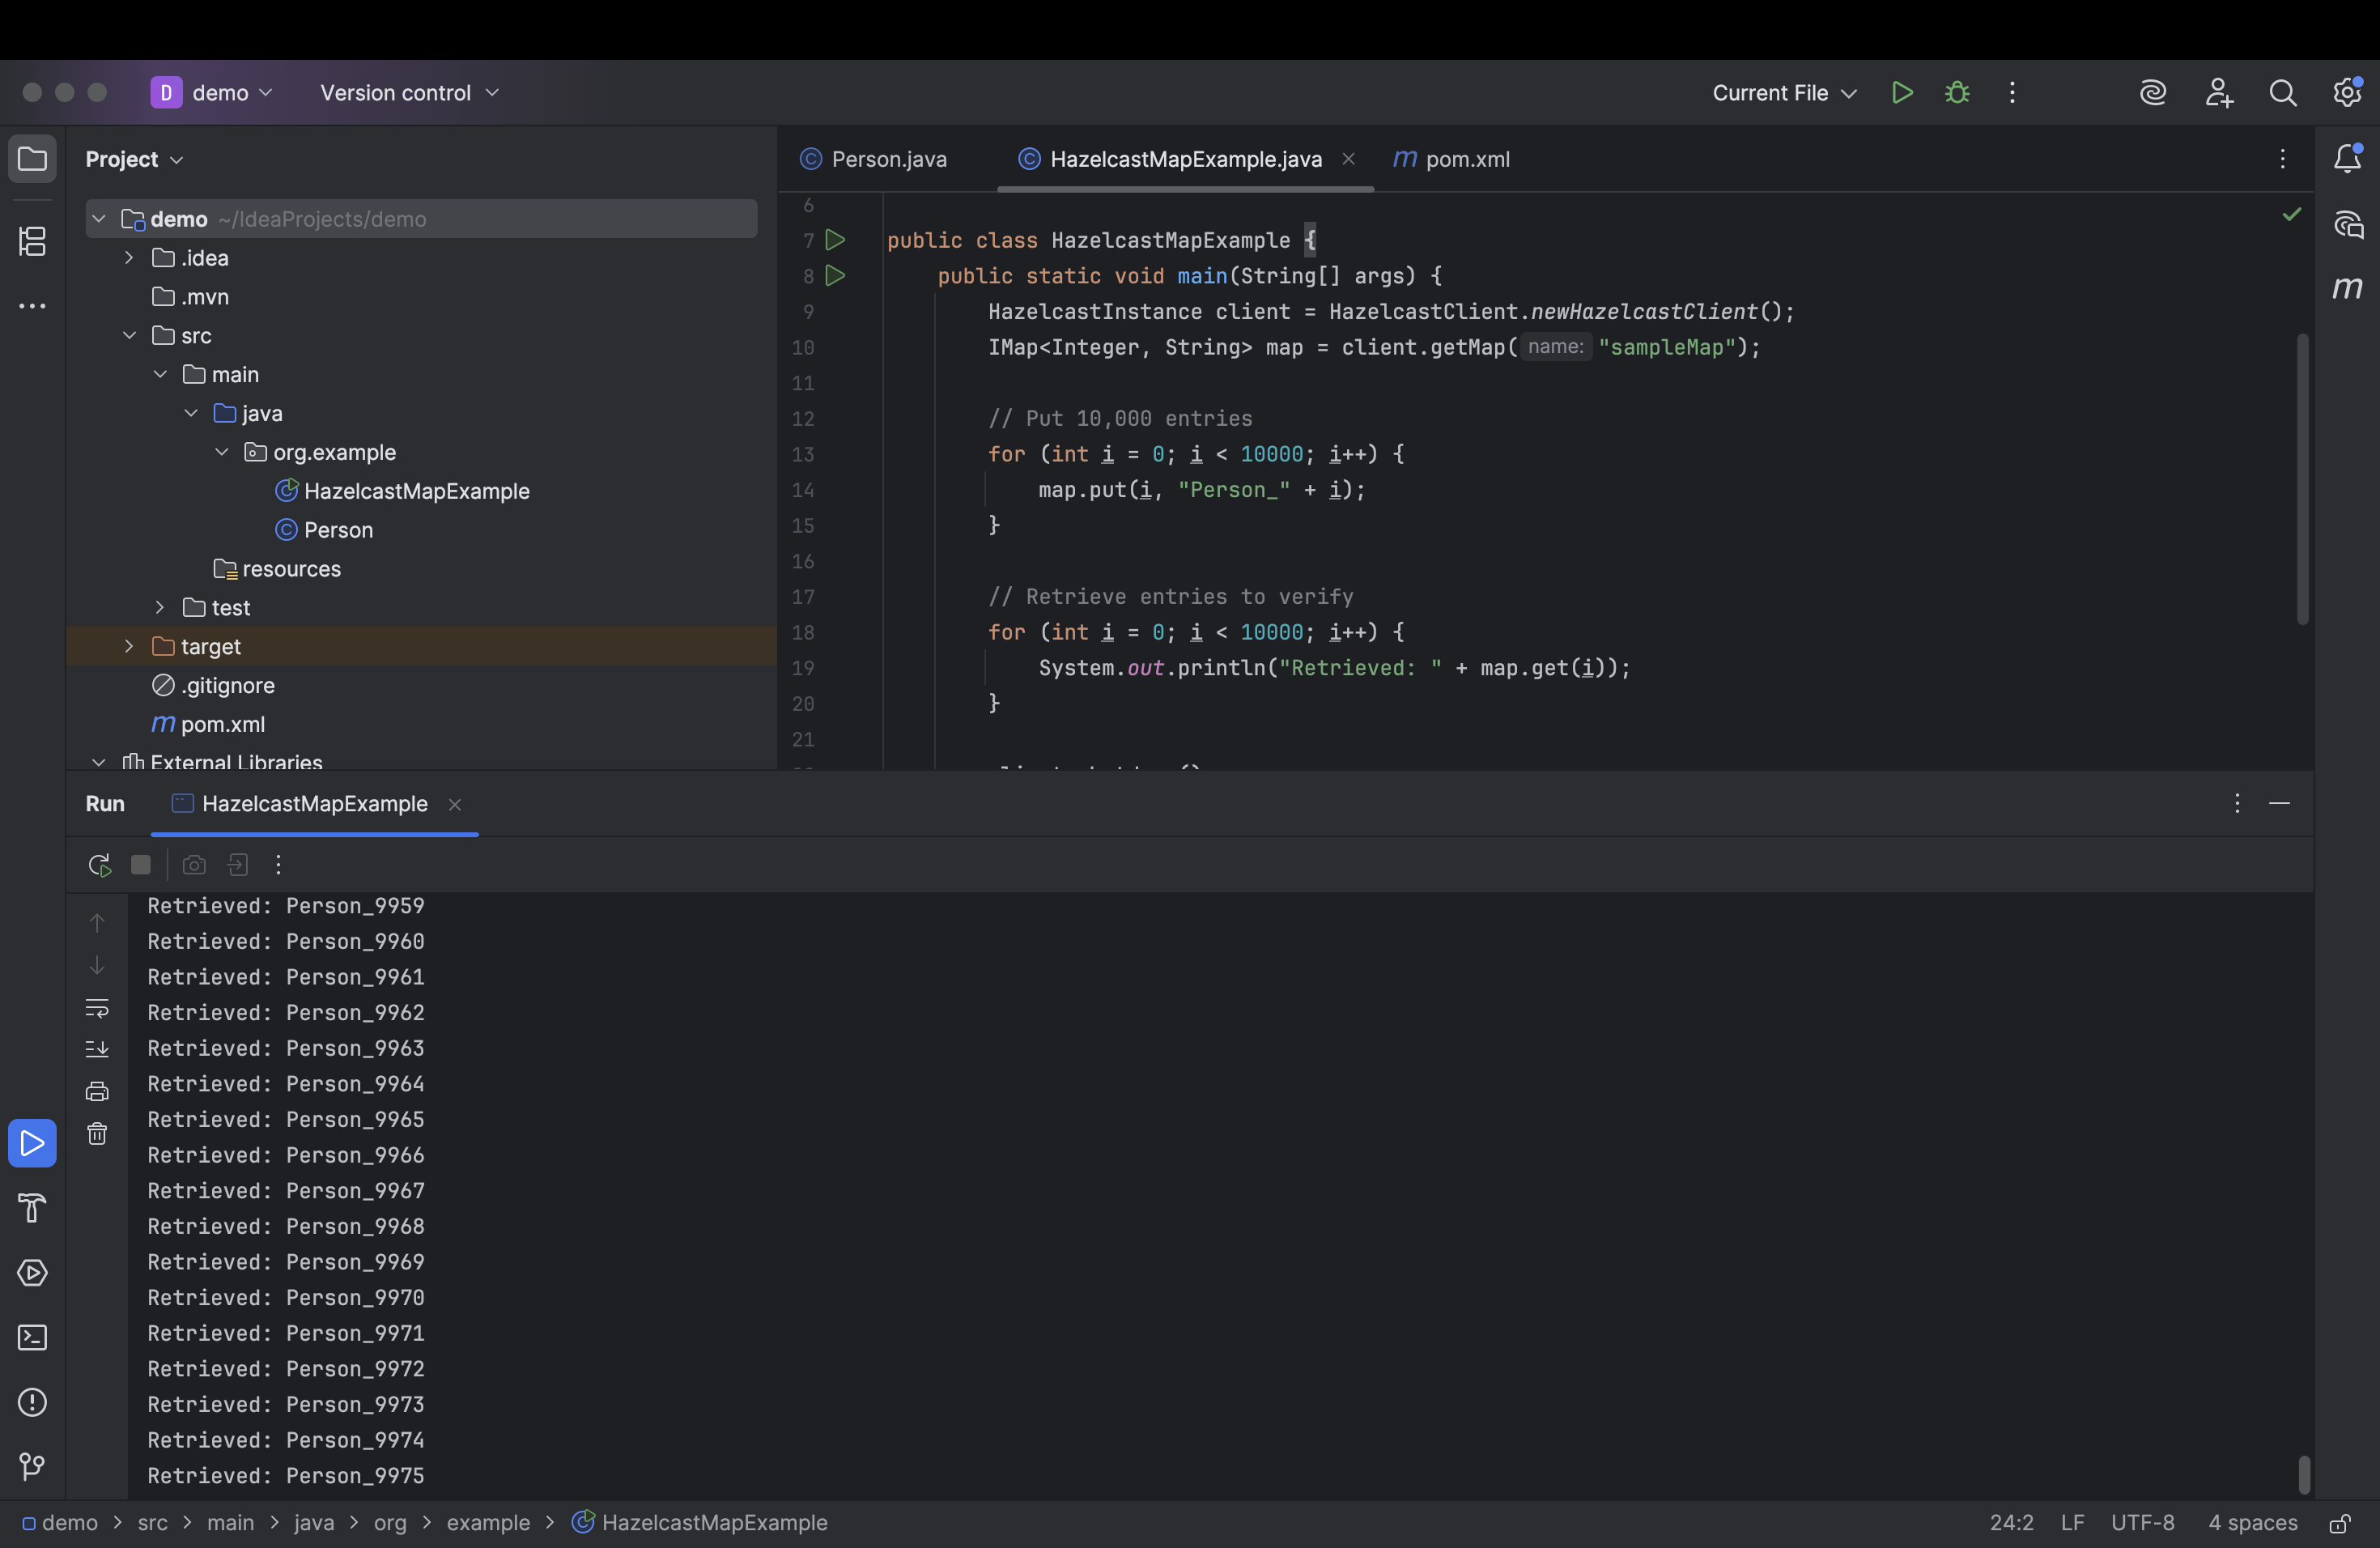 D demo Version control Current File
Project
demo ~/IdeaProjects/demo
.idea
.mvn
src
main
java
org.example
HazelcastMapExample
Person
resources
test
target
.gitignore
m pom.xml
External Libraries
Person.java HazelcastMapExample.java m pom.xml
6
7 public class HazelcastMapExample {
8 public static void main(String[] args) {
9 HazelcastInstance client = HazelcastClient.newHazelcastClient();
10 IMap<Integer, String> map = client.getMap( name: "sampleMap");
11
12 // Put 10,000 entries
13 for (int i = 0; i < 10000; i++) {
14 map.put(i, "Person_" + i);
15 }
16
17 // Retrieve entries to verify
18 for (int i = 0; i < 10000; i++) {
19 System.out.println("Retrieved: " + map.get(i));
20 }
21
m
Run HazelcastMapExample
Retrieved: Person_9959
Retrieved: Person_9960
Retrieved: Person_9961
Retrieved: Person_9962
Retrieved: Person_9963
Retrieved: Person_9964
Retrieved: Person_9965
Retrieved: Person_9966
Retrieved: Person_9967
Retrieved: Person_9968
Retrieved: Person_9969
Retrieved: Person_9970
Retrieved: Person_9971
Retrieved: Person_9972
Retrieved: Person_9973
Retrieved: Person_9974
Retrieved: Person_9975
demo > src > main > java > org > example > HazelcastMapExample 24:2 LF UTF-8 4 spaces